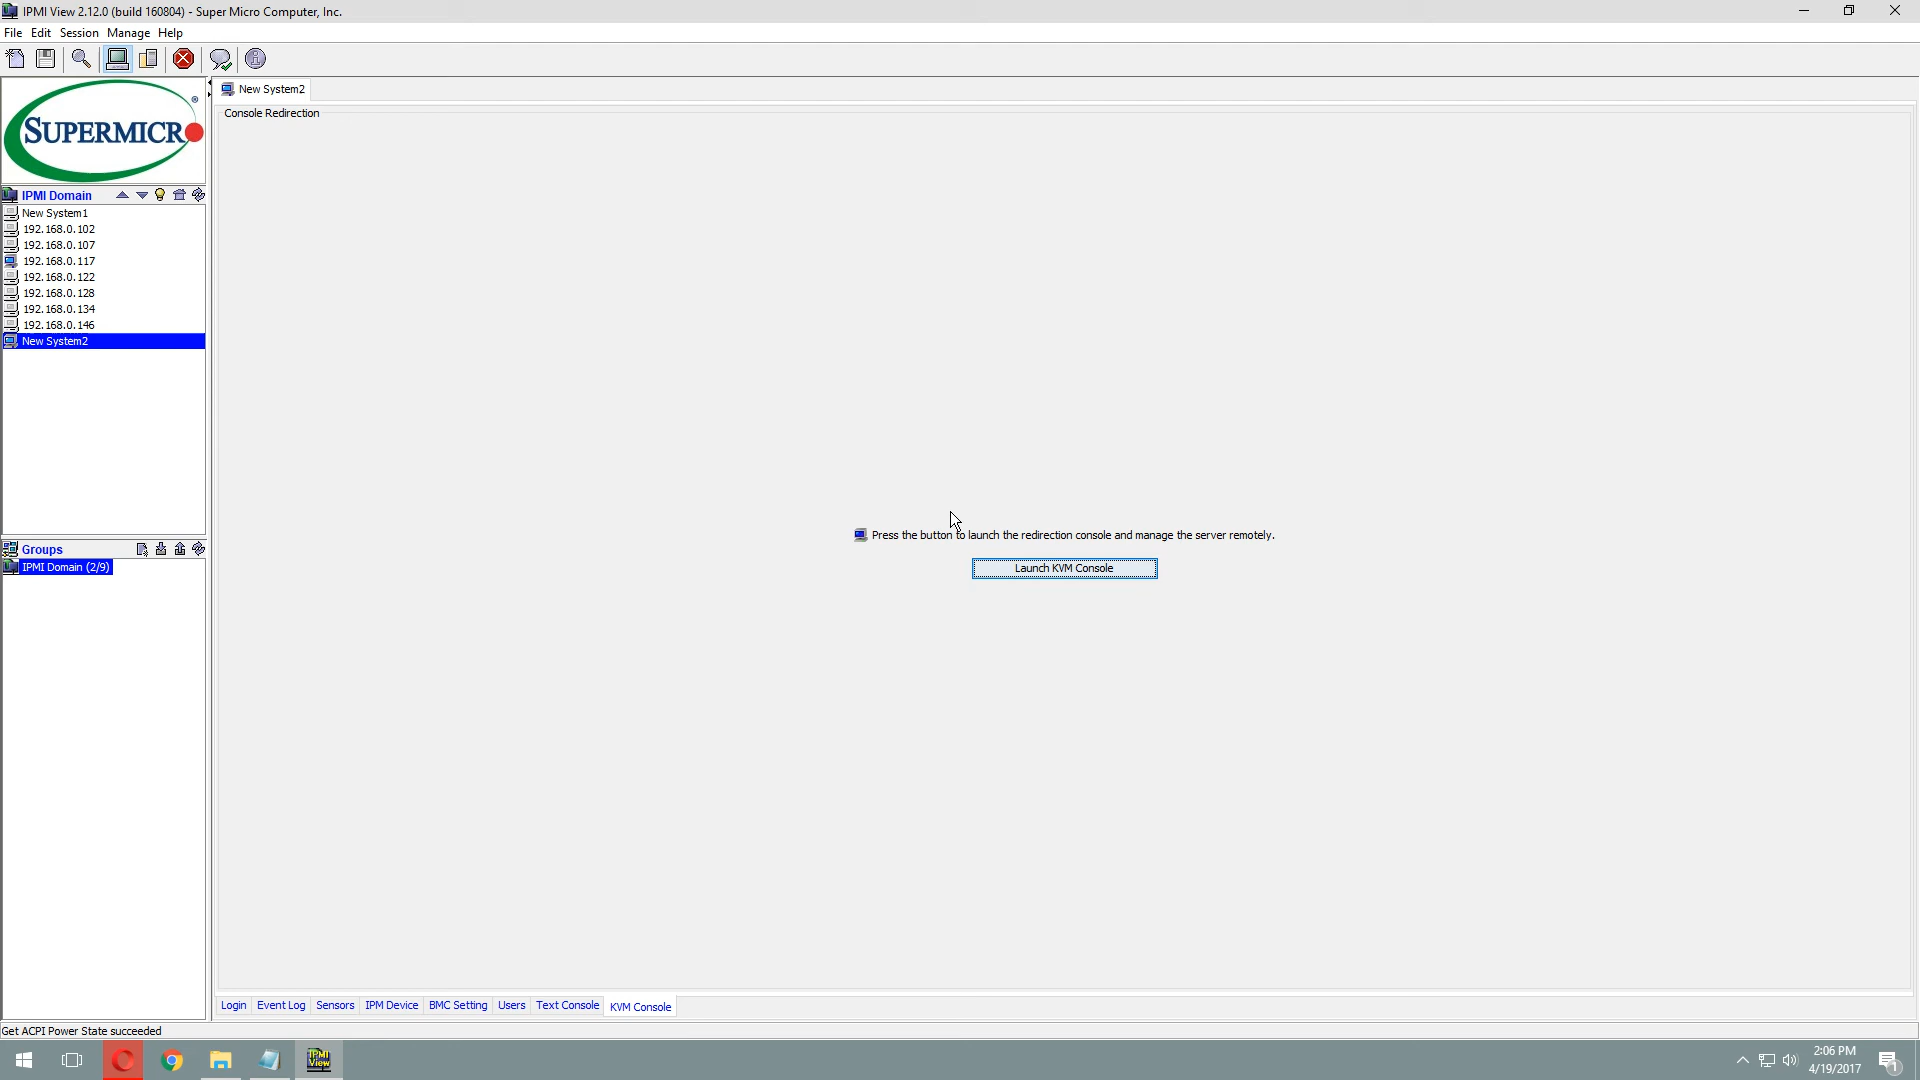 IPMI View 2.12.0 (build 160804) - Super Micro Computer, Inc.
File Edit Session Manage Help
SUPERMICR
®
New System2
Console Redirection
IPMI Domain
New System1
192.168.0.102
192.168.0.107
192.168.0.117
192.168.0.122
192.168.0.128
192.168.0.134
192.168.0.146
New System2
Press the button to launch the redirection console and manage the server remotely.
Launch KVM Console
Groups
IPMI Domain (2/9)
Login Event Log Sensors IPM Device BMC Setting Users Text Console KVM Console
Get ACPI Power State succeeded
IPMI
View
2:06 PM
4/19/2017
1